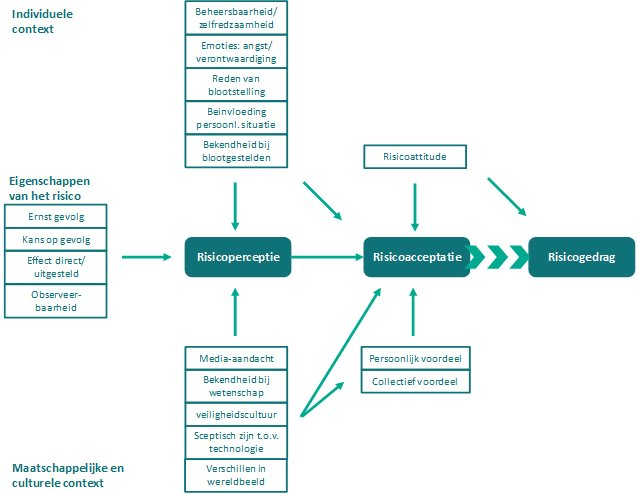 Individuele
context
Beheersbaarheid/
zelfredzaamheid
Emoties: angst/
verontwaardiging
Reden van
blootstelling
Beinvloeding
persoonl. situatie
Bekendheid bij
blootgestelden
Risicoattitude
Eigenschappen
van het risico
Ernst gevolg
Kans op gevolg
Effect direct/
uitgesteld
Observeer-
baarheid
Risicoperceptie
Risicoacceptatie
Risicogedrag
Media-aandacht
Bekendheid bij
wetenschap
veiligheidscultuur
Sceptisch zijn t.o.v.
technologie
Verschillen in
wereldbeeld
Persoonlijk voordeel
Collectief voordeel
Maatschappelijke en
culturele context